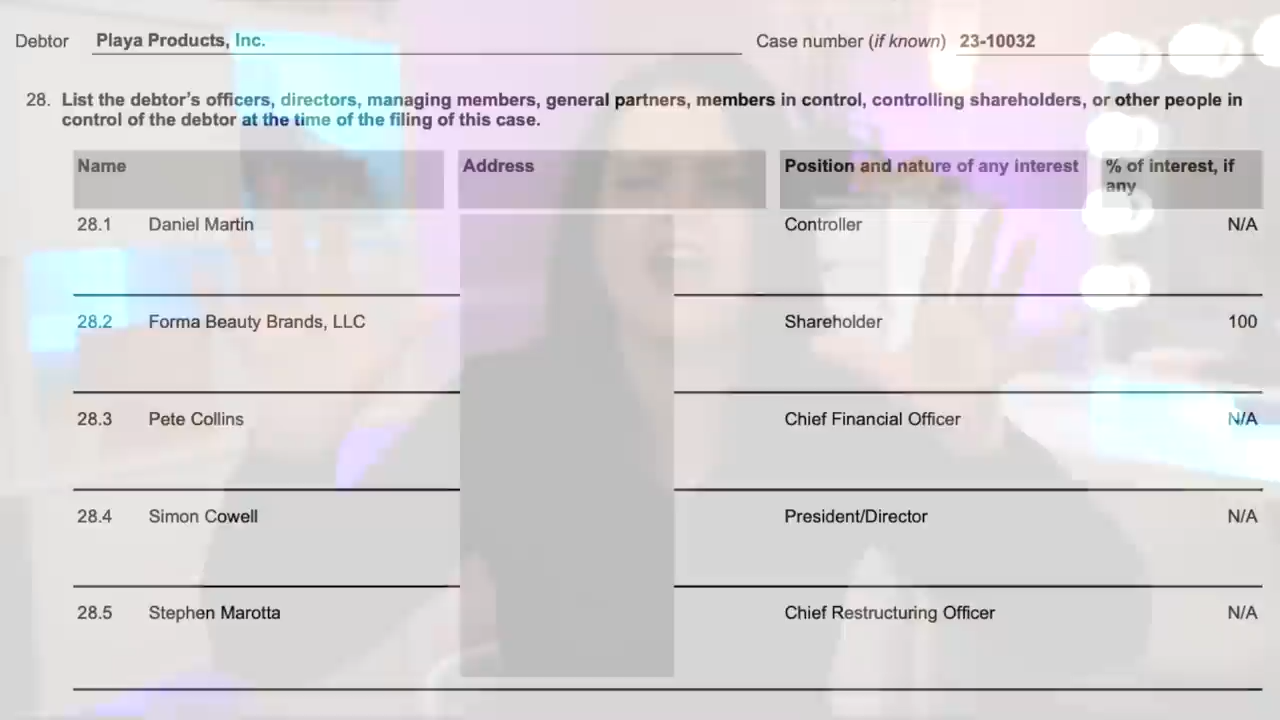 Debtor Playa Products, Inc. Case number (if known) 23-10032
28. List the debtor's officers, directors, managing members, general partners, members in control, controlling shareholders, or other people in
control of the debtor at the time of the filing of this case.
Name Address Position and nature of any interest % of interest, if
any
28.1 Daniel Martin Controller N/A
28.2 Forma Beauty Brands, LLC Shareholder 100
28.3 Pete Collins Chief Financial Officer N/A
28.4 Simon Cowell President/Director N/A
28.5 Stephen Marotta Chief Restructuring Officer N/A